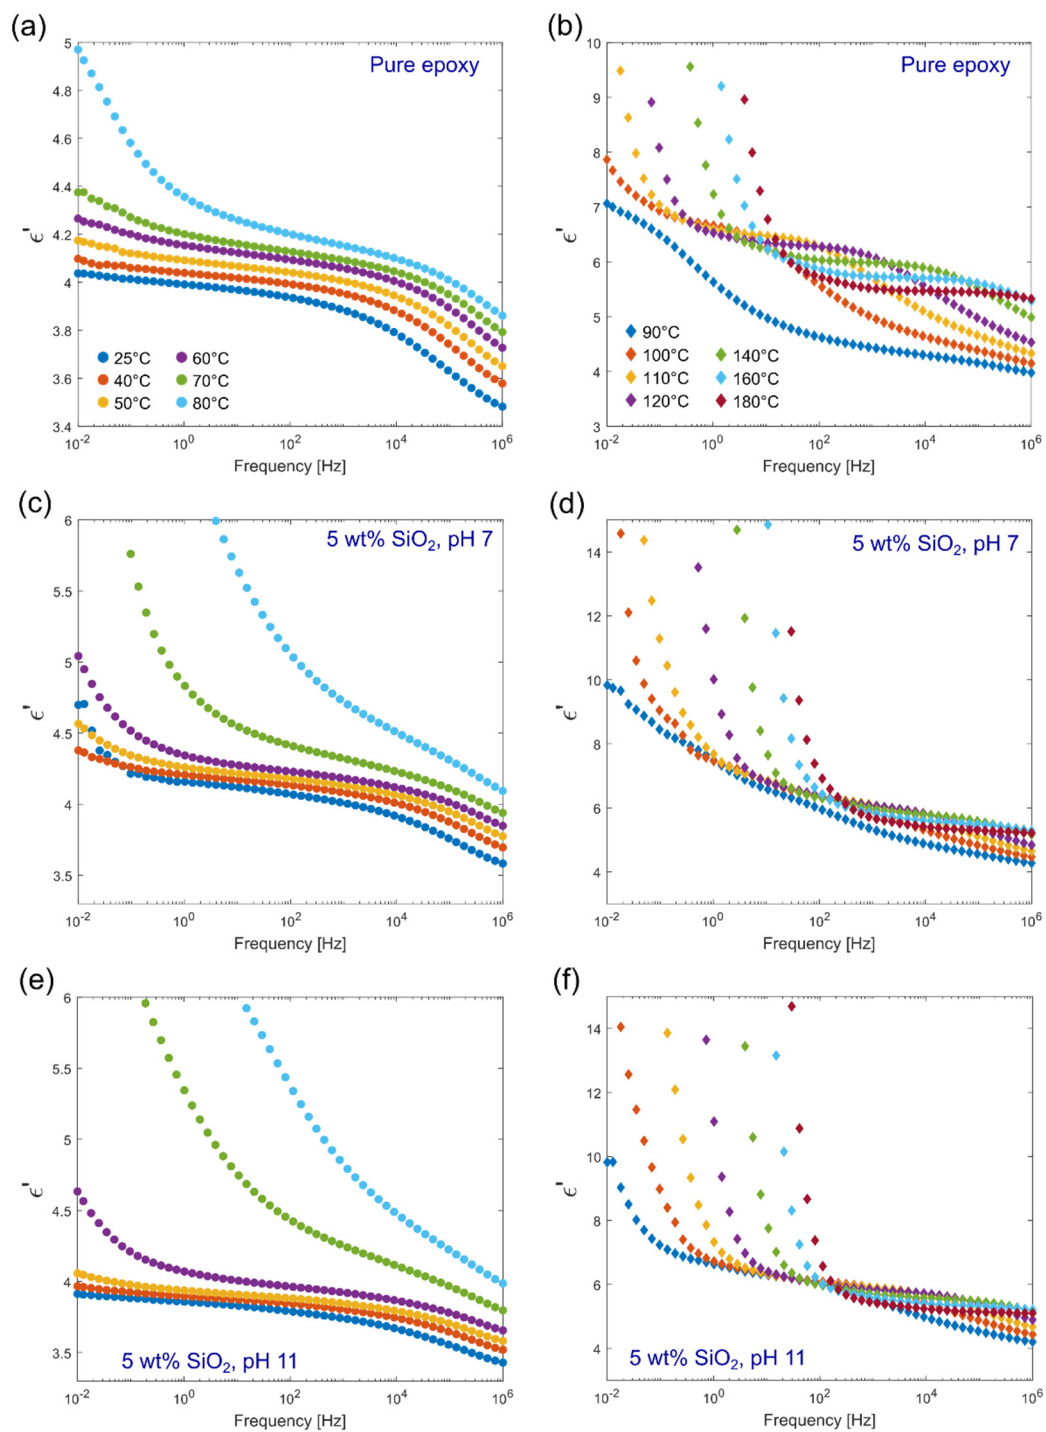 (a)
Pure epoxy
5
4.8
4.6
4.4
4.2
4
3.8
3.6
3.4
ϵ'
25°C 60°C
40°C 70°C
50°C 80°C
10⁻² 10⁰ 10² 10⁴ 10⁶
Frequency [Hz]
(b)
Pure epoxy
10
9
8
7
6
5
4
3
ϵ'
90°C
100°C 140°C
110°C 160°C
120°C 180°C
10⁻² 10⁰ 10² 10⁴ 10⁶
Frequency [Hz]
(c)
5 wt% SiO₂, pH 7
6
5.5
5
4.5
4
3.5
ϵ'
10⁻² 10⁰ 10² 10⁴ 10⁶
Frequency [Hz]
(d)
5 wt% SiO₂, pH 7
14
12
10
8
6
4
ϵ'
10⁻² 10⁰ 10² 10⁴ 10⁶
Frequency [Hz]
(e)
6
5.5
5
4.5
4
3.5
ϵ'
5 wt% SiO₂, pH 11
10⁻² 10⁰ 10² 10⁴ 10⁶
Frequency [Hz]
(f)
14
12
10
8
6
4
ϵ'
5 wt% SiO₂, pH 11
10⁻² 10⁰ 10² 10⁴ 10⁶
Frequency [Hz]